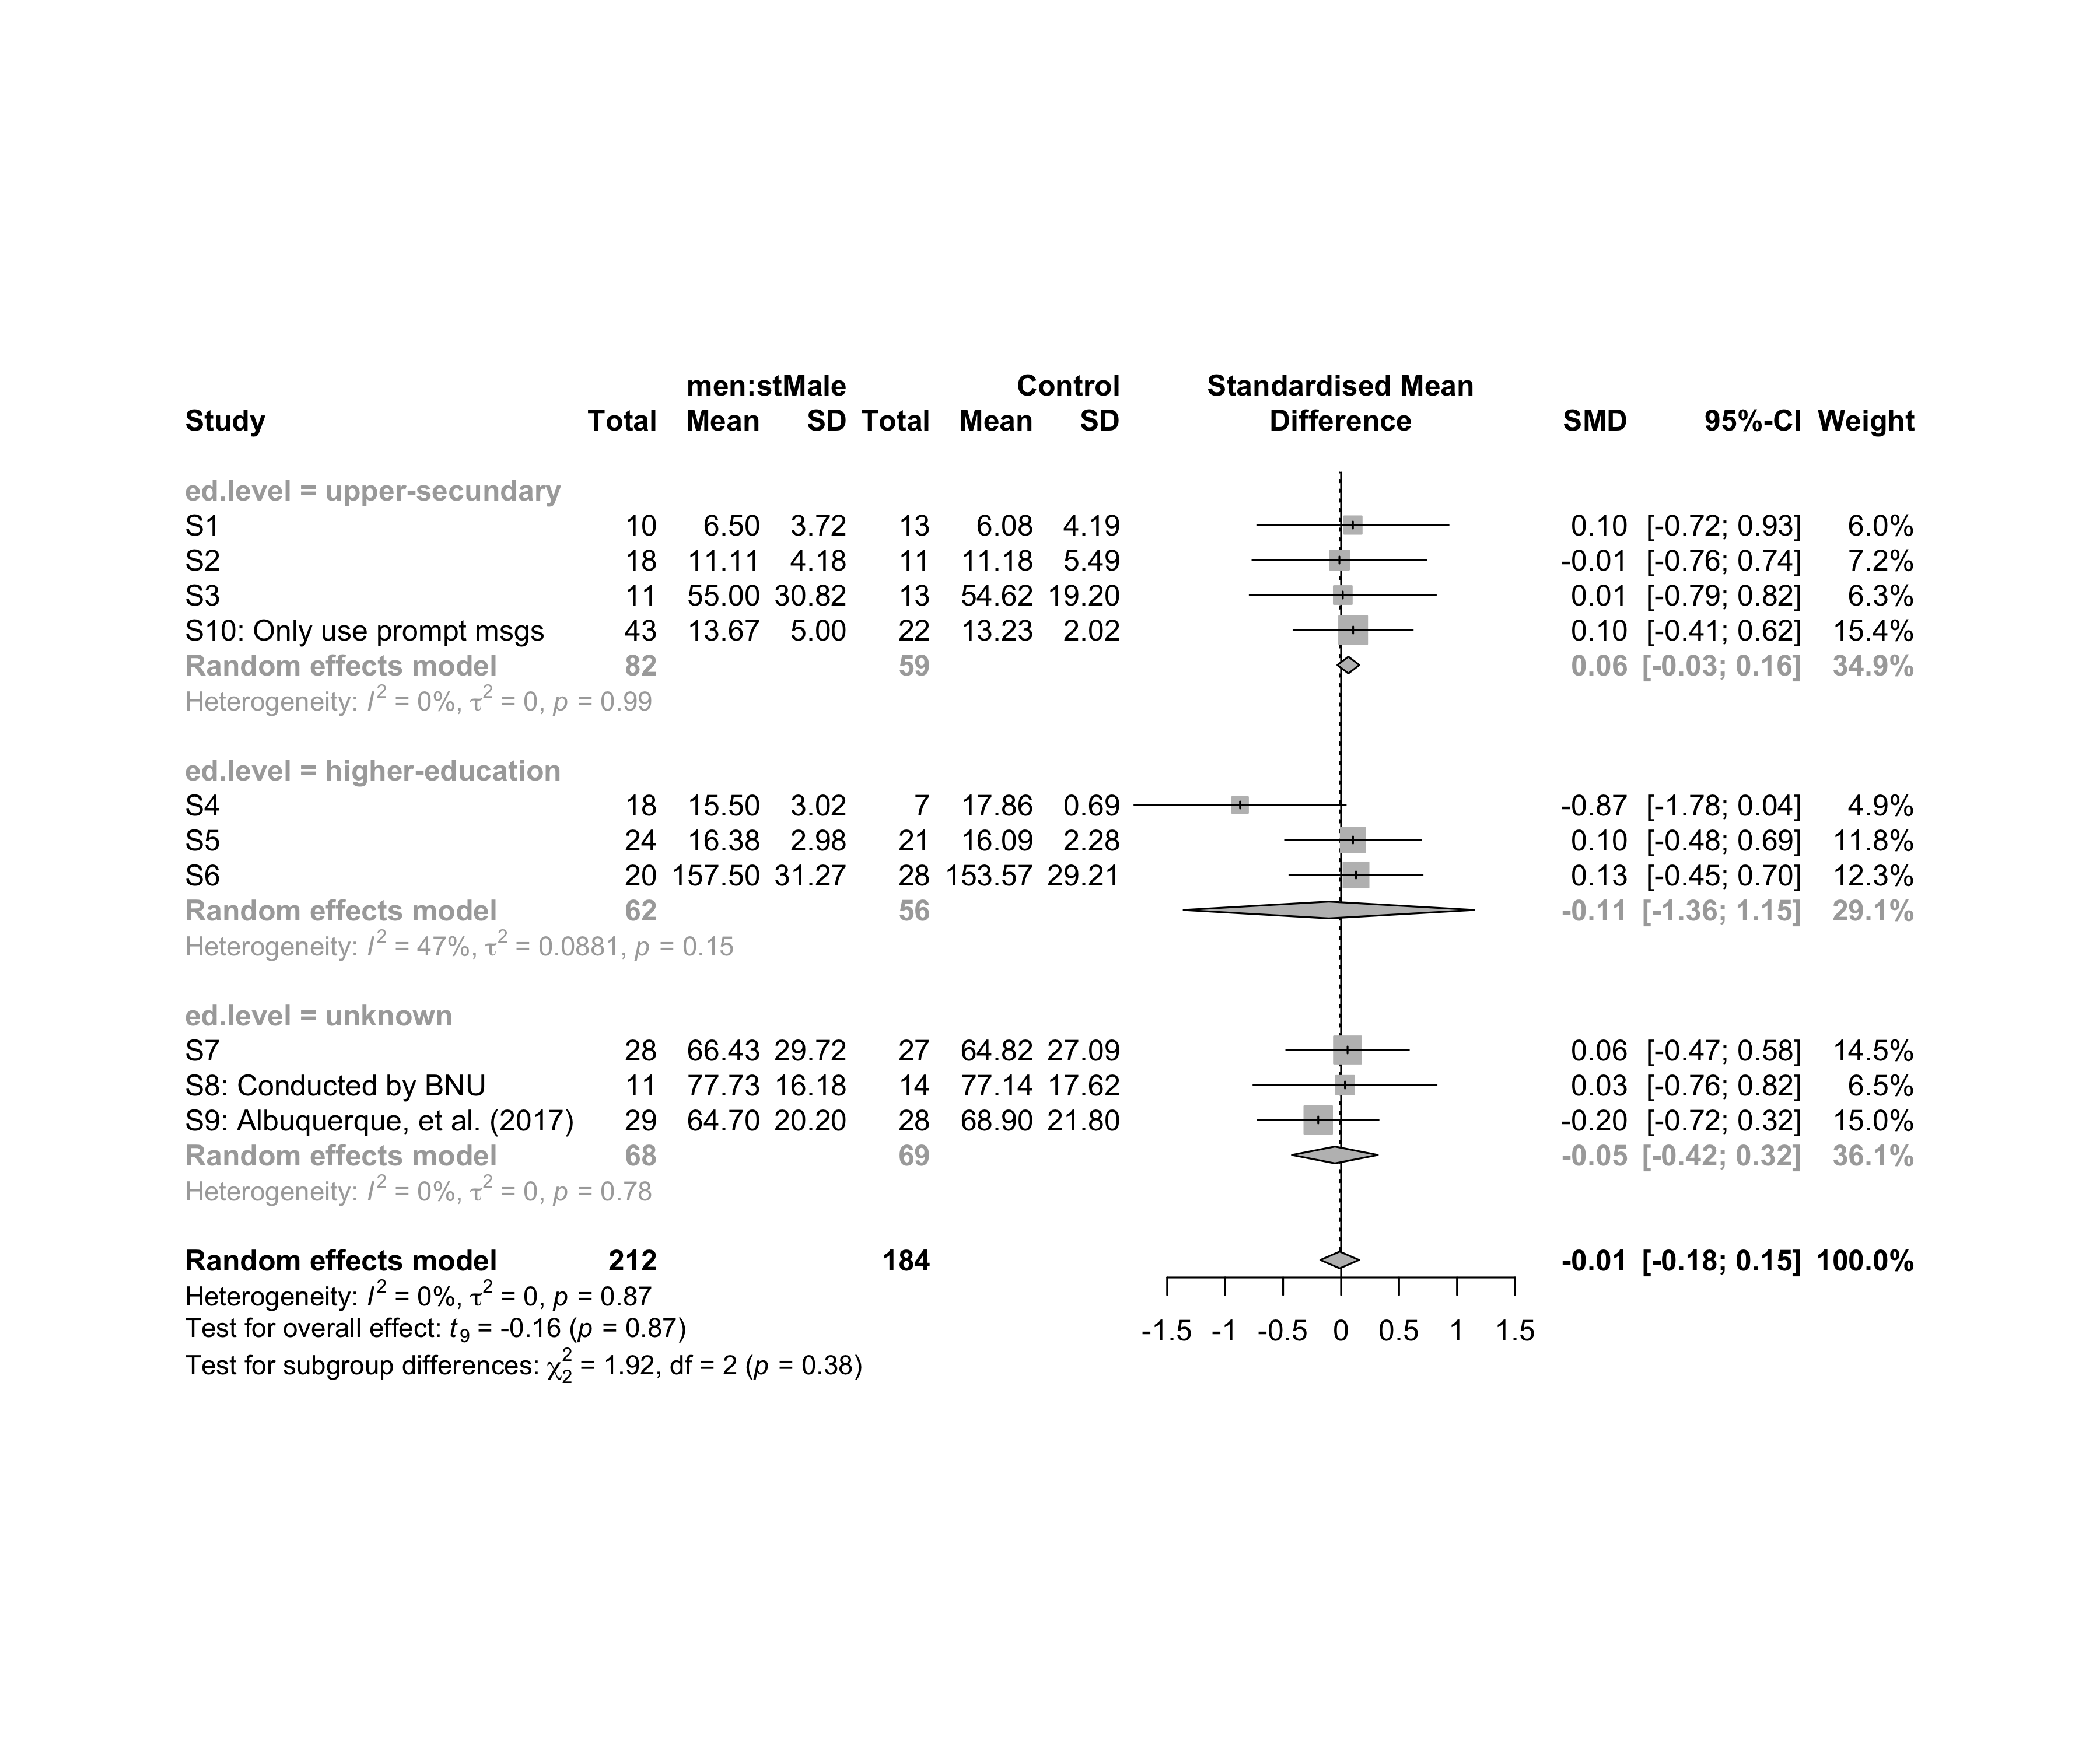 men:stMale Control Standardised Mean
Study Total Mean SD Total Mean SD Difference SMD 95%-CI Weight
ed.level = upper-secundary
S1 10 6.50 3.72 13 6.08 4.19 0.10 [-0.72; 0.93] 6.0%
S2 18 11.11 4.18 11 11.18 5.49 -0.01 [-0.76; 0.74] 7.2%
S3 11 55.00 30.82 13 54.62 19.20 0.01 [-0.79; 0.82] 6.3%
S10: Only use prompt msgs 43 13.67 5.00 22 13.23 2.02 0.10 [-0.41; 0.62] 15.4%
Random effects model 82 59 0.06 [-0.03; 0.16] 34.9%
Heterogeneity: I² = 0%, τ² = 0, p = 0.99
ed.level = higher-education
S4 18 15.50 3.02 7 17.86 0.69 -0.87 [-1.78; 0.04] 4.9%
S5 24 16.38 2.98 21 16.09 2.28 0.10 [-0.48; 0.69] 11.8%
S6 20 157.50 31.27 28 153.57 29.21 0.13 [-0.45; 0.70] 12.3%
Random effects model 62 56 -0.11 [-1.36; 1.15] 29.1%
Heterogeneity: I² = 47%, τ² = 0.0881, p = 0.15
ed.level = unknown
S7 28 66.43 29.72 27 64.82 27.09 0.06 [-0.47; 0.58] 14.5%
S8: Conducted by BNU 11 77.73 16.18 14 77.14 17.62 0.03 [-0.76; 0.82] 6.5%
S9: Albuquerque, et al. (2017) 29 64.70 20.20 28 68.90 21.80 -0.20 [-0.72; 0.32] 15.0%
Random effects model 68 69 -0.05 [-0.42; 0.32] 36.1%
Heterogeneity: I² = 0%, τ² = 0, p = 0.78
Random effects model 212 184 -0.01 [-0.18; 0.15] 100.0%
Heterogeneity: I² = 0%, τ² = 0, p = 0.87
Test for overall effect: t₉ = -0.16 (p = 0.87)
-1.5 -1 -0.5 0 0.5 1 1.5
Test for subgroup differences: χ²₂ = 1.92, df = 2 (p = 0.38)